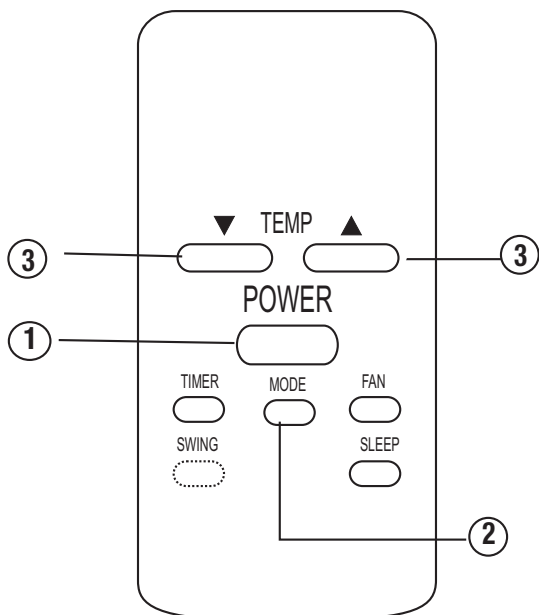 ▼ TEMP ▲
3 3
POWER
1
TIMER MODE FAN
SWING SLEEP
2